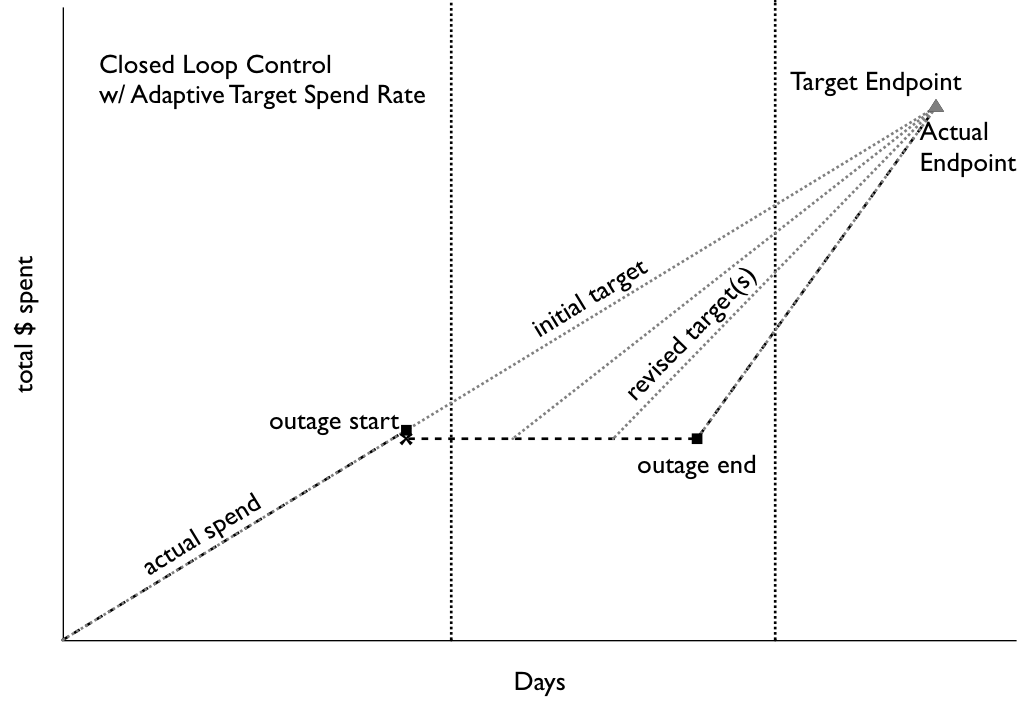 Closed Loop Control
w/ Adaptive Target Spend Rate
Target Endpoint
Actual
Endpoint
initial target
revised target(s)
outage start
outage end
actual spend
total $ spent
Days